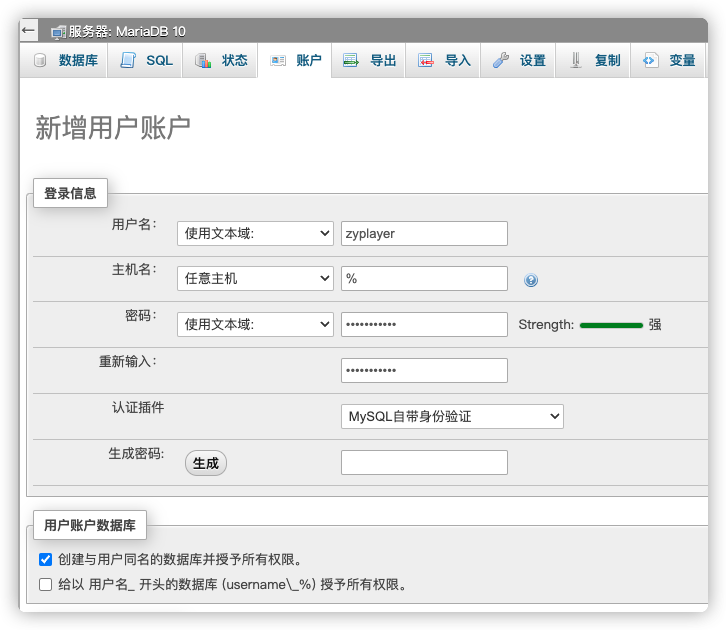 服务器: MariaDB 10
数据库 SQL 状态 账户 导出 导入 设置 复制 变量
新增用户账户
登录信息
用户名: 使用文本域: zyplayer
主机名: 任意主机 %
密码: 使用文本域: ••••••••••• Strength: 强
重新输入: •••••••••••
认证插件 MySQL自带身份验证
生成密码: 生成
用户账户数据库
创建与用户同名的数据库并授予所有权限。
给以 用户名_ 开头的数据库 (username\_%) 授予所有权限。